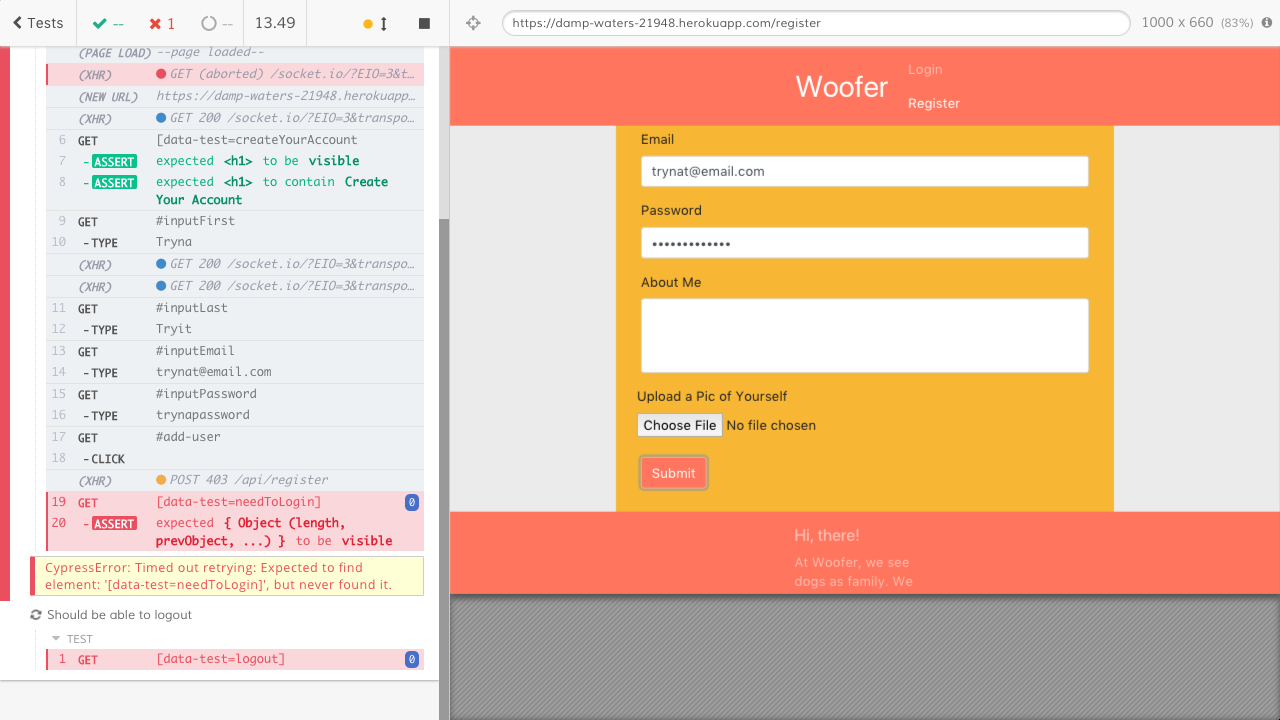 Tests -- 1 -- 13.49
https://damp-waters-21948.herokuapp.com/register 1000 x 660 (83%)
(PAGE LOAD) --page loaded--
(XHR) GET (aborted) /socket.io/?EIO=3&t…
(NEW URL) https://damp-waters-21948.herokuapp…
(XHR) GET 200 /socket.io/?EIO=3&transpo…
6 GET [data-test=createYourAccount
7 -ASSERT expected <h1> to be visible
8 -ASSERT expected <h1> to contain Create
Your Account
9 GET #inputFirst
10 -TYPE Tryna
(XHR) GET 200 /socket.io/?EIO=3&transpo…
(XHR) GET 200 /socket.io/?EIO=3&transpo…
11 GET #inputLast
12 -TYPE Tryit
13 GET #inputEmail
14 -TYPE trynat@email.com
15 GET #inputPassword
16 -TYPE trynapassword
17 GET #add-user
18 -CLICK
(XHR) POST 403 /api/register
19 GET [data-test=needToLogin] 0
20 -ASSERT expected { Object (length,
prevObject, ...) } to be visible
CypressError: Timed out retrying: Expected to find
element: '[data-test=needToLogin]', but never found it.
Should be able to logout
TEST
1 GET [data-test=logout] 0
Woofer
Login
Register
Email
trynat@email.com
Password
•••••••••••••
About Me
Upload a Pic of Yourself
Choose File No file chosen
Submit
Hi, there!
At Woofer, we see
dogs as family. We